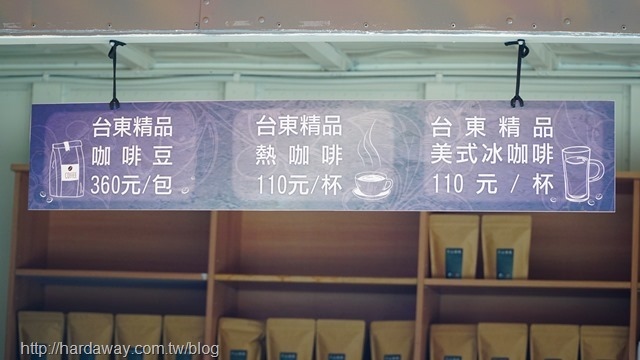 台東精品
咖啡豆
360元/包
台東精品
熱咖啡
110元/杯
台東精品
美式冰咖啡
110元/杯
COFFEE
http://hardaway.com.tw/blog